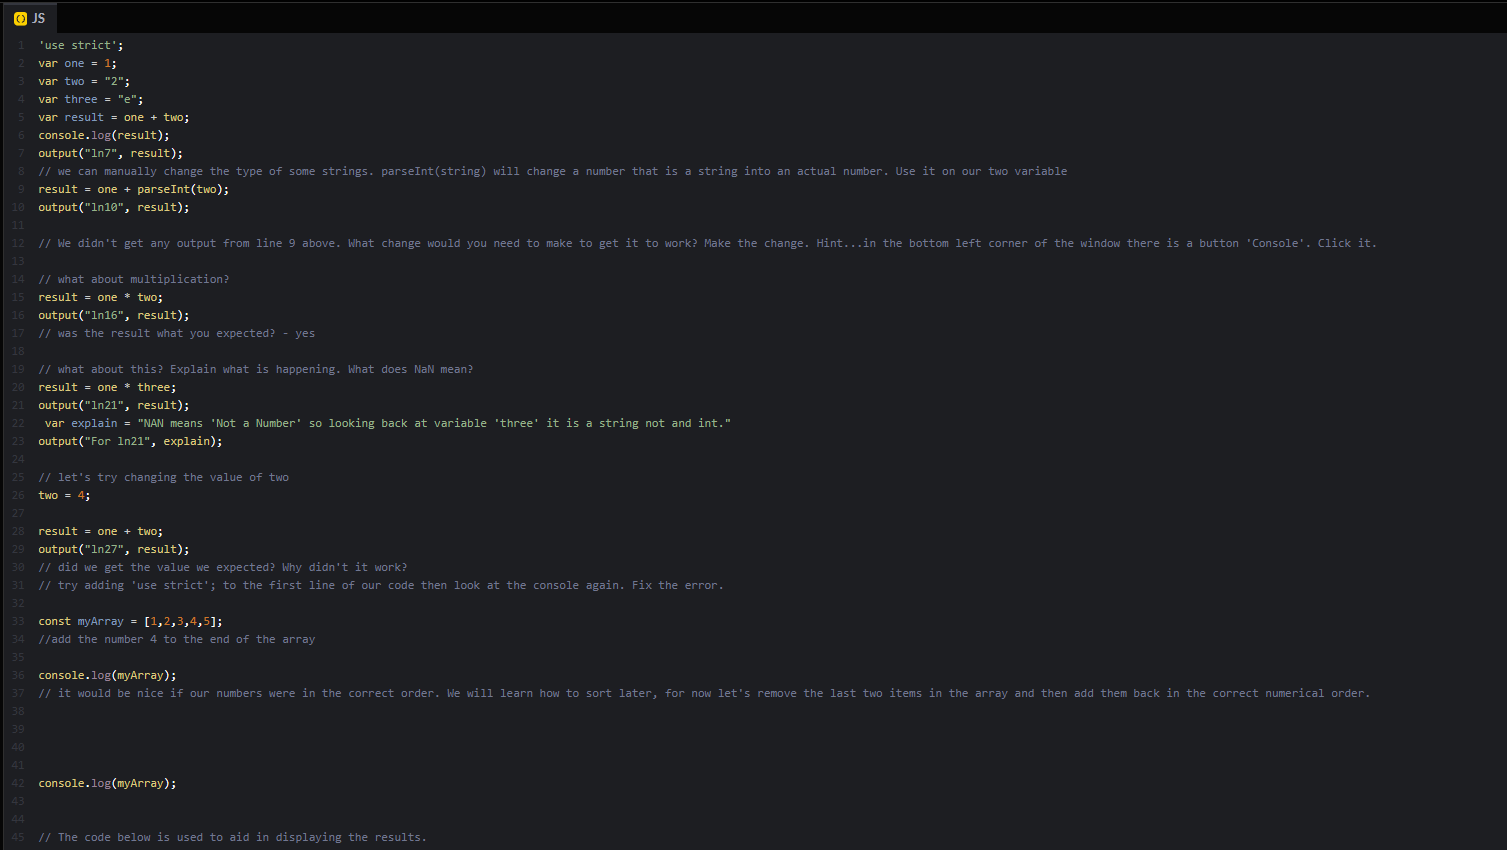 JS
1 'use strict';
2 var one = 1;
3 var two = "2";
4 var three = "e";
5 var result = one + two;
6 console.log(result);
7 output("ln7", result);
8 // we can manually change the type of some strings. parseInt(string) will change a number that is a string into an actual number. Use it on our two variable
9 result = one + parseInt(two);
10 output("ln10", result);
11
12 // We didn't get any output from line 9 above. What change would you need to make to get it to work? Make the change. Hint...in the bottom left corner of the window there is a button 'Console'. Click it.
13
14 // what about multiplication?
15 result = one * two;
16 output("ln16", result);
17 // was the result what you expected? - yes
18
19 // what about this? Explain what is happening. What does NaN mean?
20 result = one * three;
21 output("ln21", result);
22 var explain = "NAN means 'Not a Number' so looking back at variable 'three' it is a string not and int."
23 output("For ln21", explain);
24
25 // let's try changing the value of two
26 two = 4;
27
28 result = one + two;
29 output("ln27", result);
30 // did we get the value we expected? Why didn't it work?
31 // try adding 'use strict'; to the first line of our code then look at the console again. Fix the error.
32
33 const myArray = [1,2,3,4,5];
34 //add the number 4 to the end of the array
35
36 console.log(myArray);
37 // it would be nice if our numbers were in the correct order. We will learn how to sort later, for now let's remove the last two items in the array and then add them back in the correct numerical order.
38
39
40
41
42 console.log(myArray);
43
44
45 // The code below is used to aid in displaying the results.